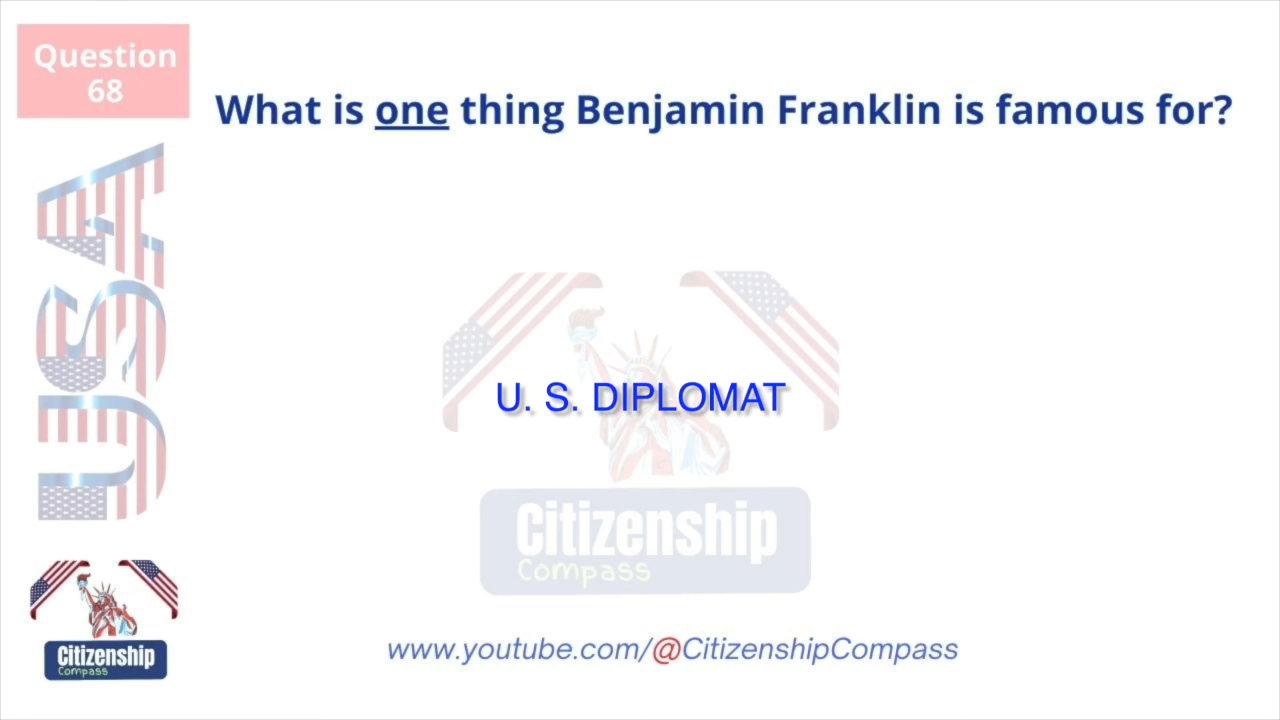 Question
68
What is one thing Benjamin Franklin is famous for?
USA
U. S. DIPLOMAT
Citizenship
Compass
Citizenship
Compass
www.youtube.com/@CitizenshipCompass